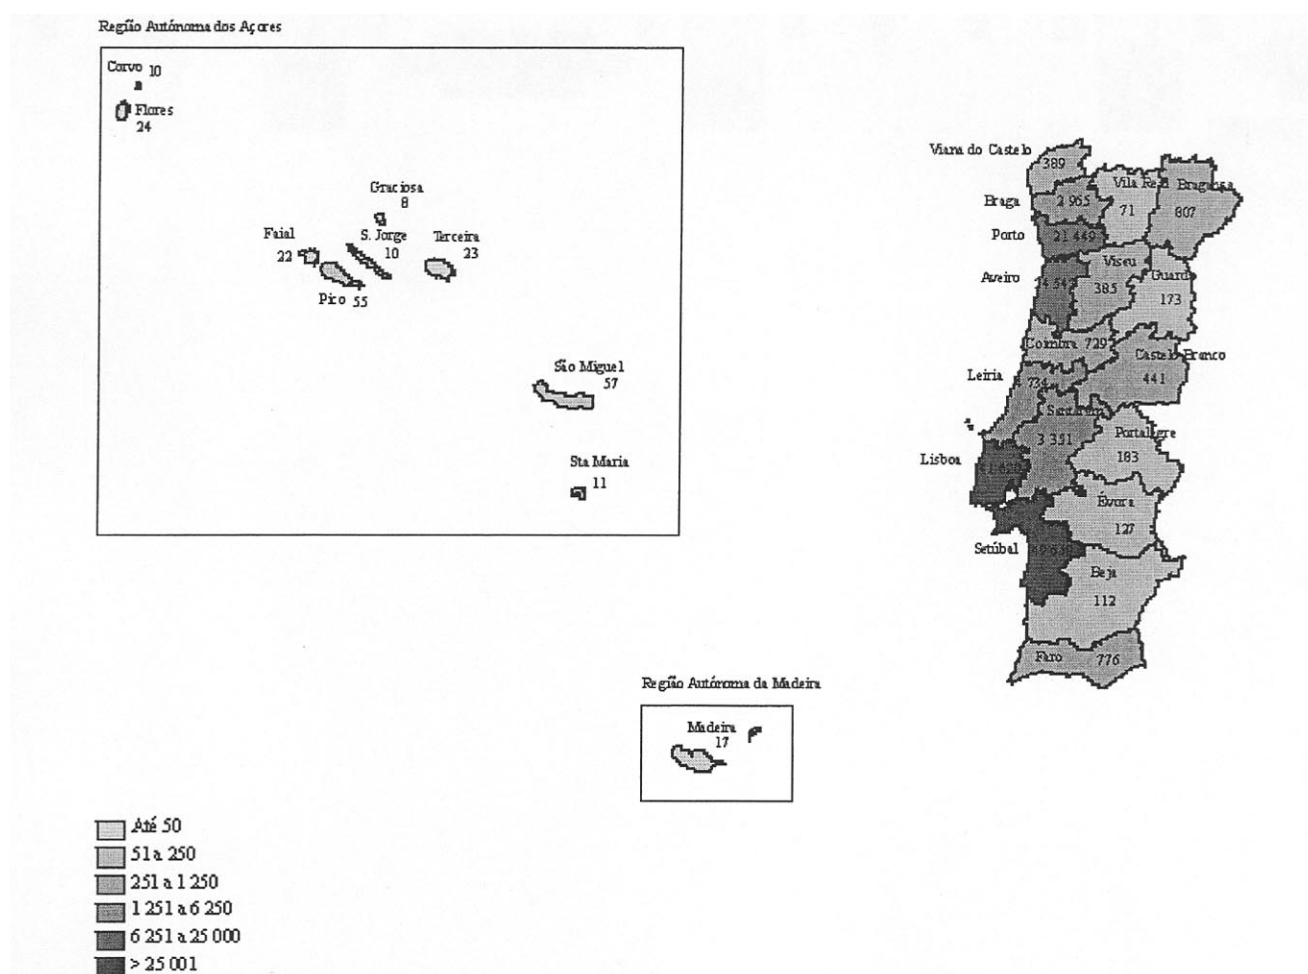 Região Autónoma dos Açores
Corvo 10
Flores
24
Graciosa
8
Faial
22
S. Jorge
10
Terceira
23
Pico 55
São Miguel
57
Sta Maria
11
Viana do Castelo
389
Braga
2 965
Vila Real
71
Bragança
807
Porto
21 449
Aveiro
Viseu
385
Guarda
173
Coimbra 729
Castelo Branco
441
Leiria
734
Santarém
3 351
Portalegre
183
Lisboa
Évora
127
Setúbal
Beja
112
Faro 776
Região Autónoma da Madeira
Madeira
17
Até 50
51 a 250
251 a 1 250
1 251 a 6 250
6 251 a 25 000
> 25 001